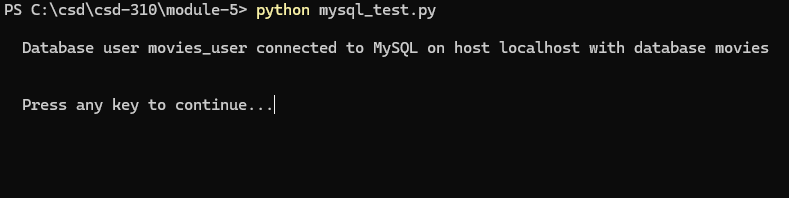 PS C:\csd\csd-310\module-5> python mysql_test.py
Database user movies_user connected to MySQL on host localhost with database movies
Press any key to continue...